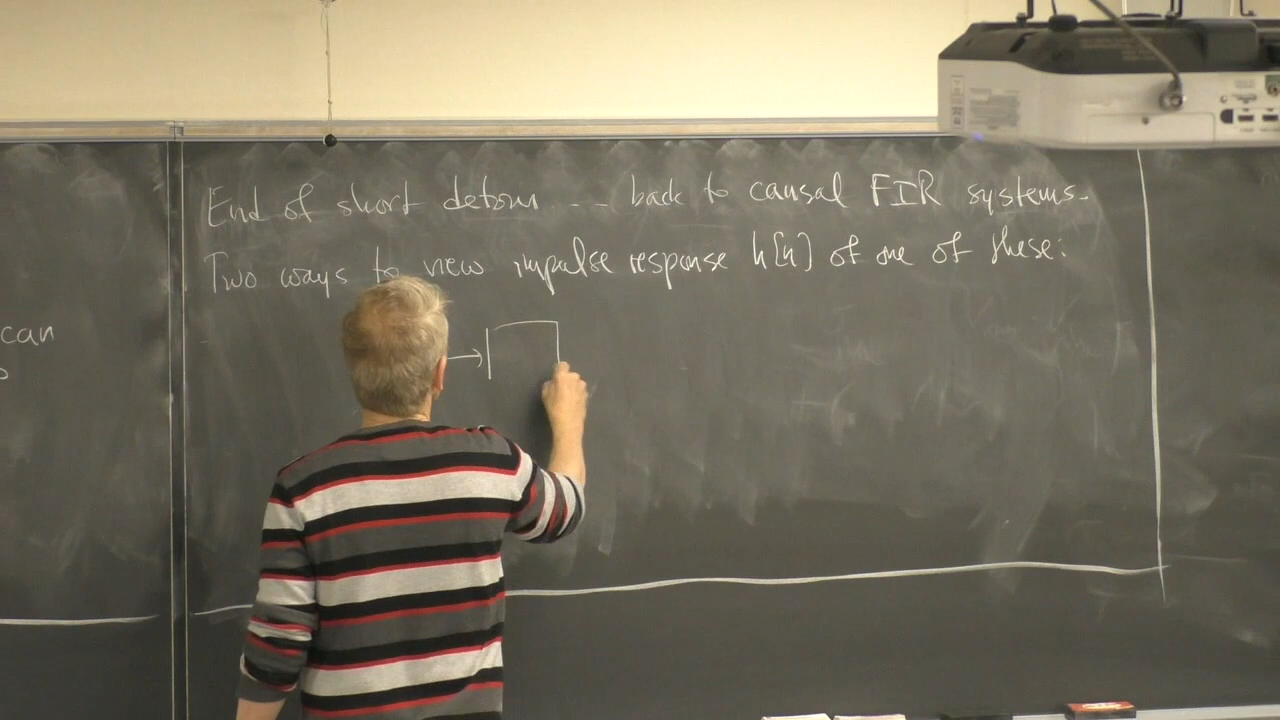 End of short detour ... back to causal FIR systems.
Two ways to view impulse response h[n] of one of these:
can